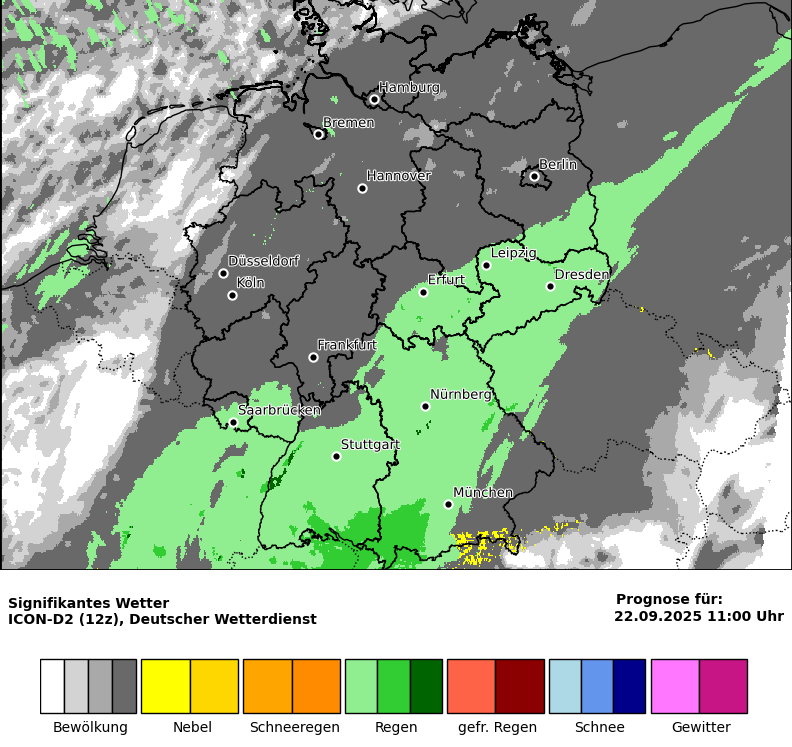 Hamburg
Bremen
Berlin
Hannover
Leipzig
Düsseldorf
Dresden
Köln
Erfurt
Frankfurt
Nürnberg
Saarbrücken
Stuttgart
München
Signifikantes Wetter
ICON-D2 (12z), Deutscher Wetterdienst
Prognose für:
22.09.2025 11:00 Uhr
Bewölkung Nebel Schneeregen Regen gefr. Regen Schnee Gewitter